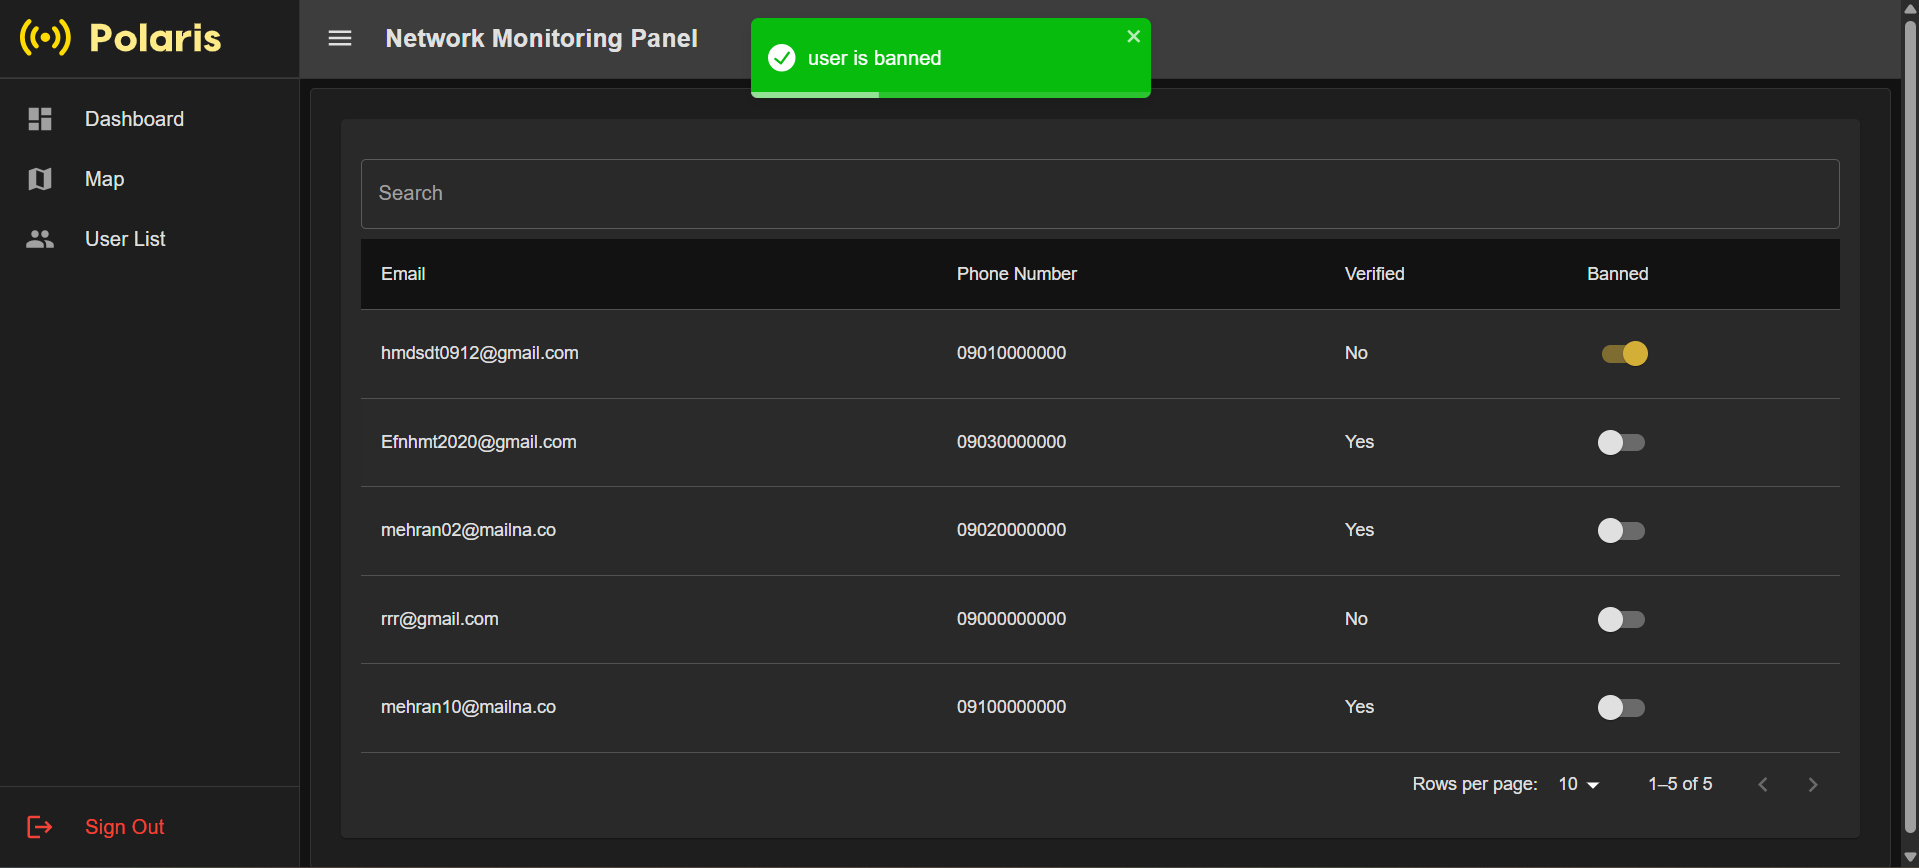 Polaris
Network Monitoring Panel
user is banned
Dashboard
Map
User List
Sign Out
Search
Email Phone Number Verified Banned
hmdsdt0912@gmail.com 09010000000 No
Efnhmt2020@gmail.com 09030000000 Yes
mehran02@mailna.co 09020000000 Yes
rrr@gmail.com 09000000000 No
mehran10@mailna.co 09100000000 Yes
Rows per page: 10 1–5 of 5